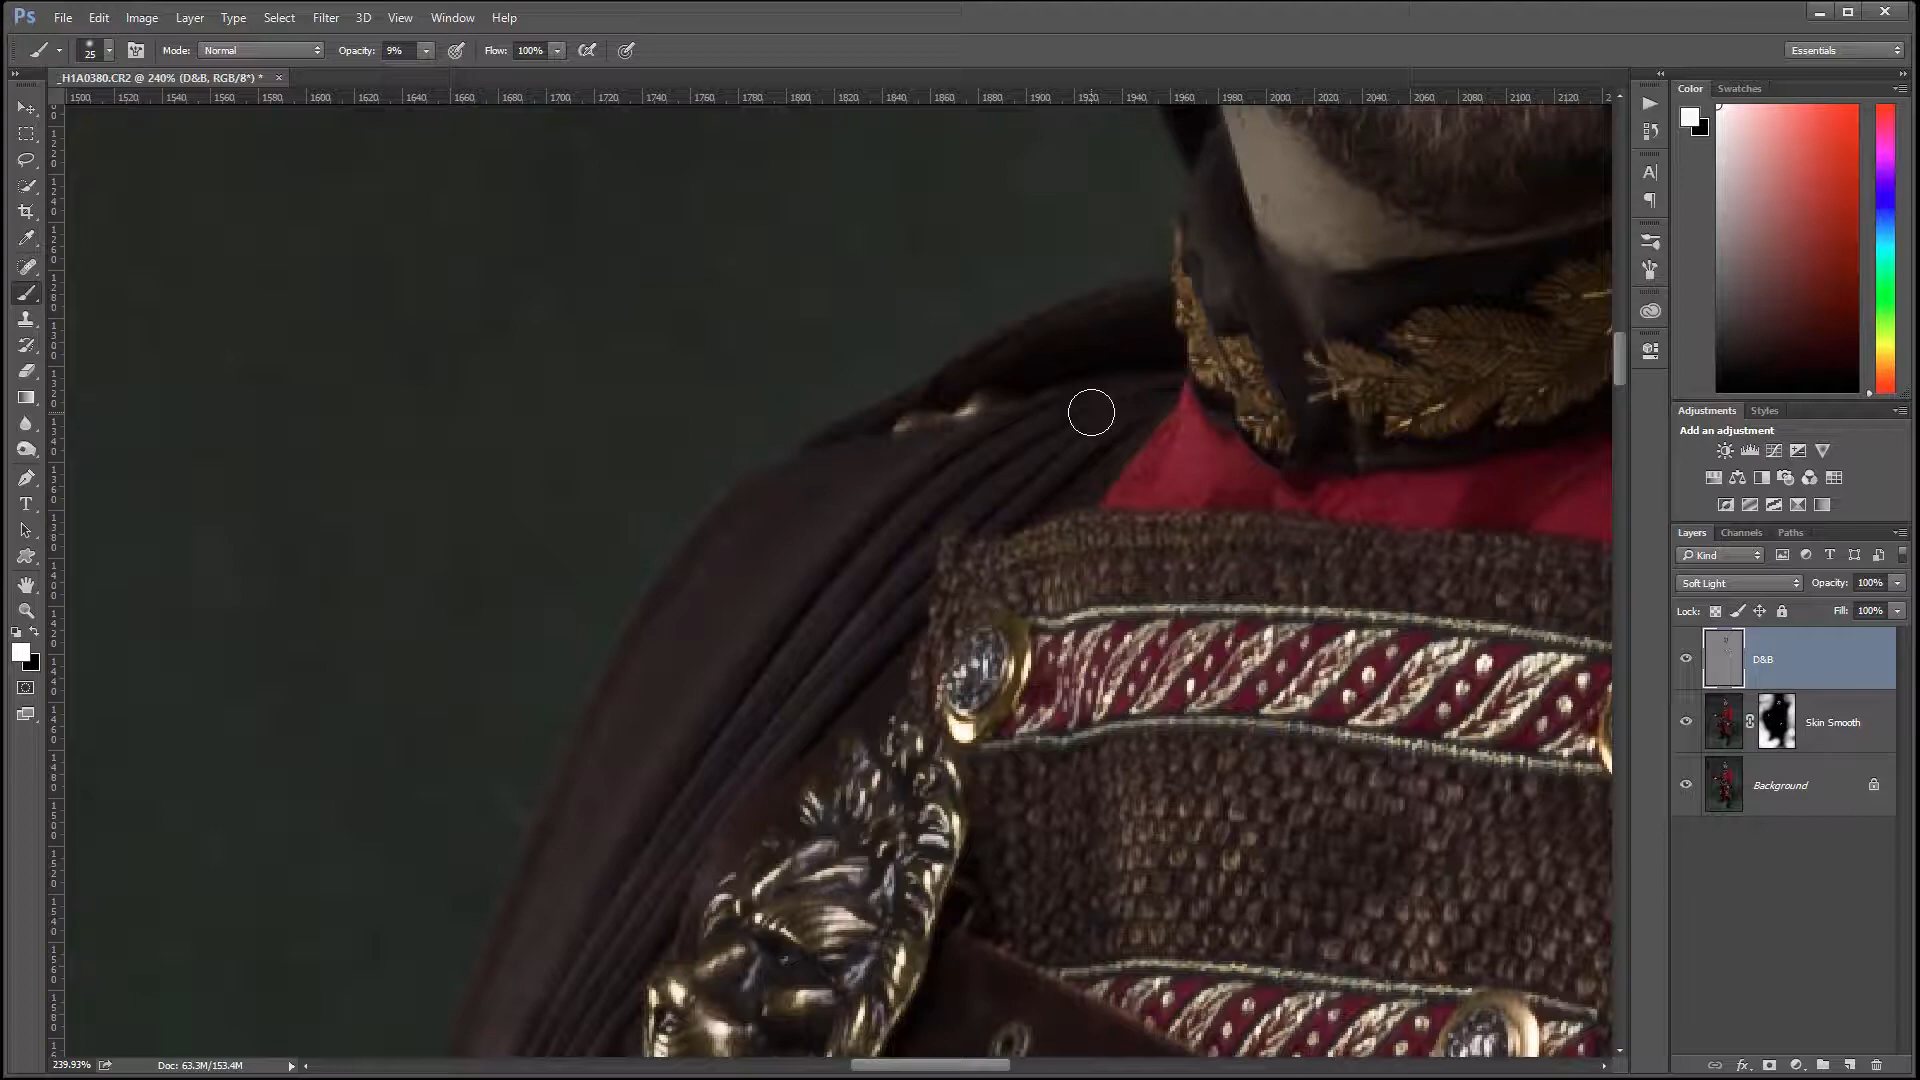 Ps File Edit Image Layer Type Select Filter 3D View Window Help
25 Mode: Normal Opacity: 9% Flow: 100% Essentials
_H1A0380.CR2 @ 240% (D&B, RGB/8*) * ×
1500 1520 1540 1560 1580 1600 1620 1640 1660 1680 1700 1720 1740 1760 1780 1800 1820 1840 1860 1880 1900 1920 1940 1960 1980 2000 2020 2040 2060 2080 2100 2120 2
Color Swatches
Adjustments Styles
Add an adjustment
Layers Channels Paths
Kind
Soft Light Opacity: 100%
Lock: Fill: 100%
D&B
Skin Smooth
Background
239.93% Doc: 63.3M/153.4M